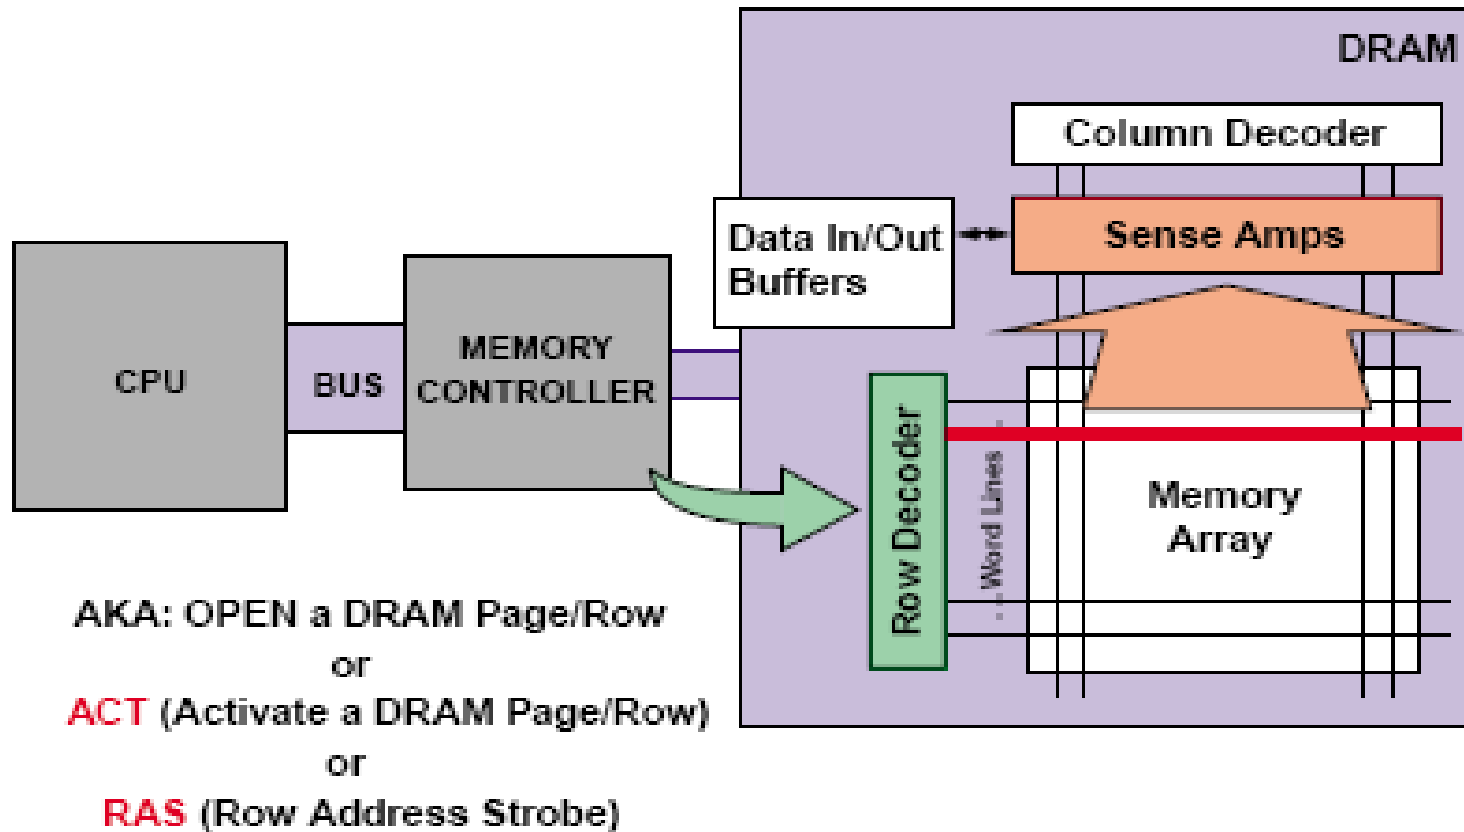 DRAM
Column Decoder
Data In/Out
Buffers
Sense Amps
CPU
BUS
MEMORY
CONTROLLER
Row Decoder
. . .Word Lines . . .
Memory
Array
AKA: OPEN a DRAM Page/Row
or
ACT (Activate a DRAM Page/Row)
or
RAS (Row Address Strobe)